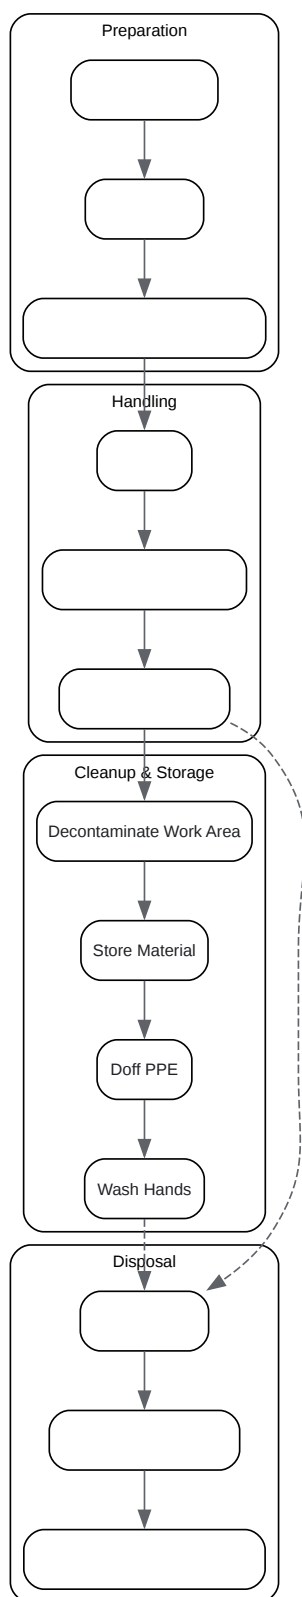 Preparation
Handling
Cleanup & Storage
Decontaminate Work Area
Store Material
Doff PPE
Wash Hands
Disposal